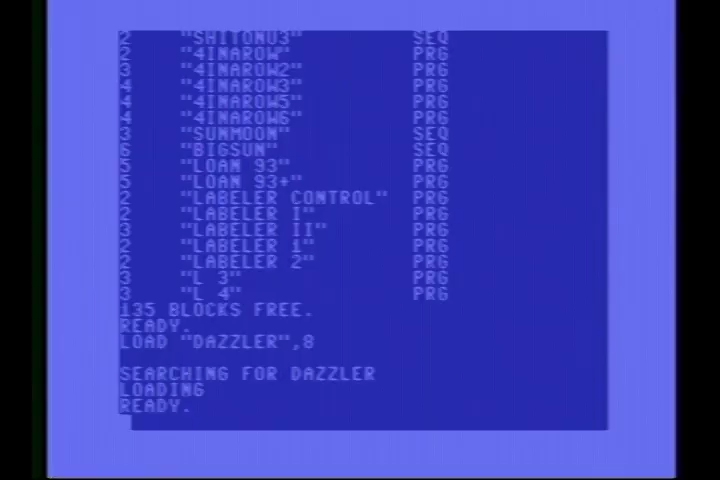 2 "SHITONU3" SEQ
2 "4INAROW" PRG
3 "4INAROW2" PRG
4 "4INAROW3" PRG
4 "4INAROW5" PRG
4 "4INAROW6" PRG
3 "SUNMOON" SEQ
6 "BIGSUN" SEQ
5 "LOAN 93" PRG
5 "LOAN 93+" PRG
2 "LABELER CONTROL" PRG
2 "LABELER I" PRG
3 "LABELER II" PRG
2 "LABELER 1" PRG
2 "LABELER 2" PRG
3 "L 3" PRG
3 "L 4" PRG
135 BLOCKS FREE.
READY.
LOAD "DAZZLER",8
SEARCHING FOR DAZZLER
LOADING
READY.